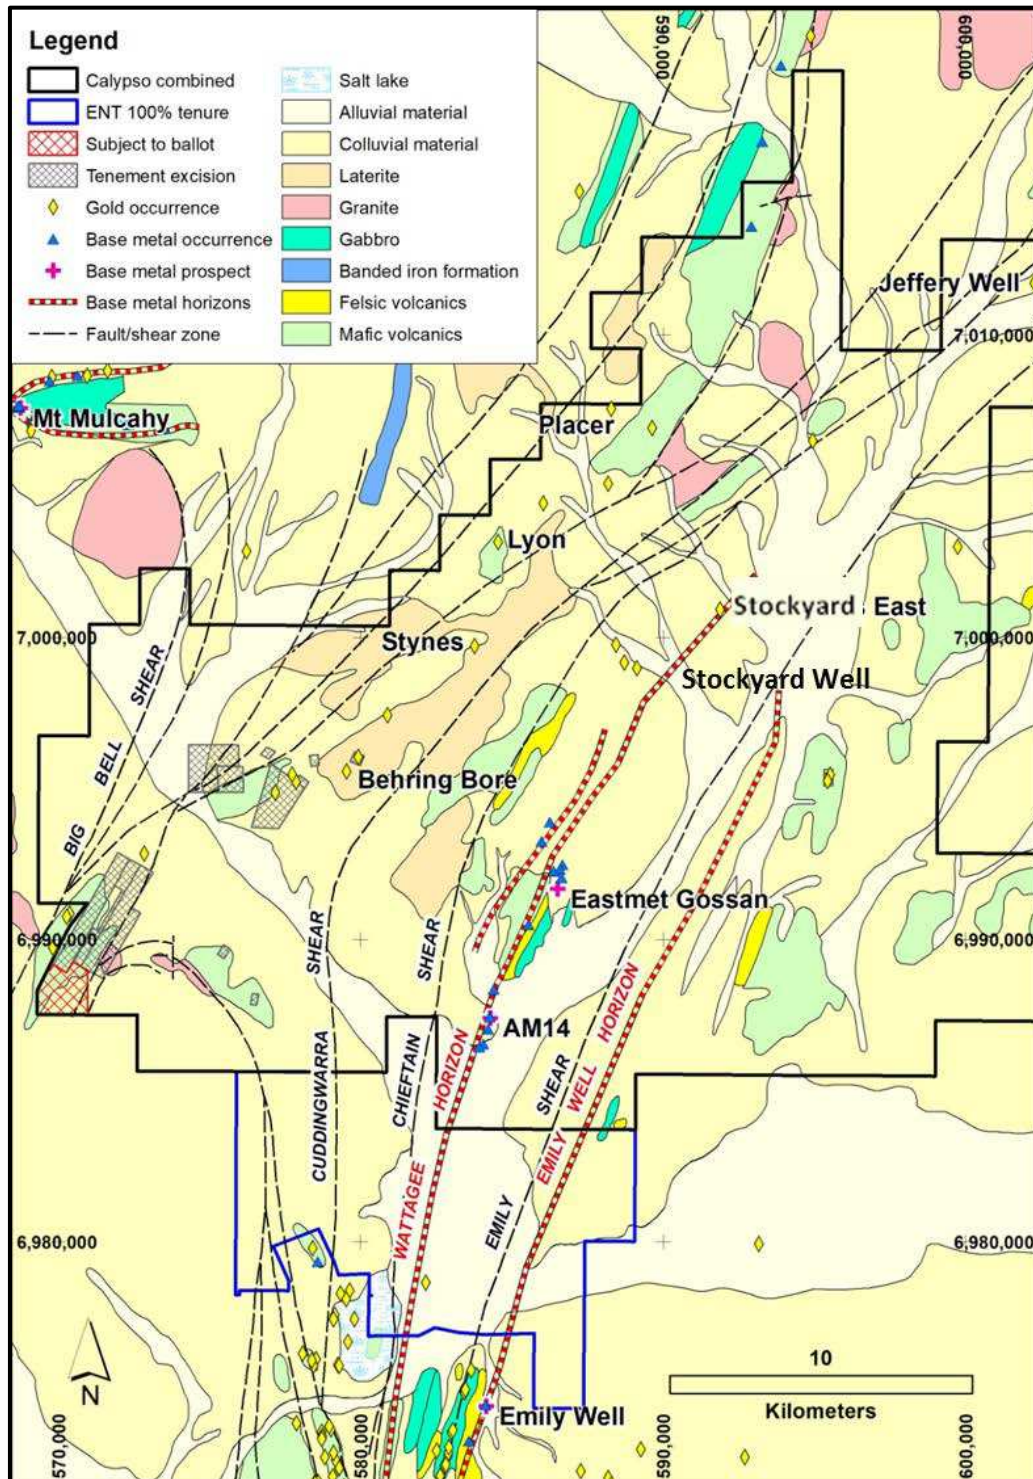 Legend
Calypso combined
ENT 100% tenure
Subject to ballot
Tenement excision
Gold occurrence
Base metal occurrence
Base metal prospect
Base metal horizons
Fault/shear zone
Salt lake
Alluvial material
Colluvial material
Laterite
Granite
Gabbro
Banded iron formation
Felsic volcanics
Mafic volcanics
590,000
600,000
Jeffery Well
7,010,000
Mt Mulcahy
Placer
Lyon
Stockyard East
7,000,000
Stynes
7,000,000
Stockyard Well
BIG BELL SHEAR
Behring Bore
Eastmet Gossan
6,990,000
6,990,000
AM14
CUDDINGWARRA SHEAR
CHIEFTAIN SHEAR
WATTAGEE HORIZON
EMILY SHEAR
EMILY WELL HORIZON
6,980,000
6,980,000
10
Kilometers
N
Emily Well
570,000
580,000
590,000
600,000